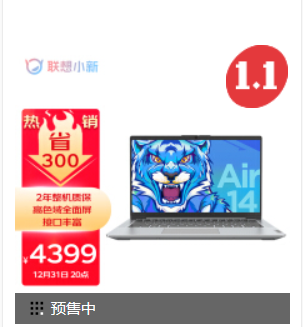 联想小新
1.1
热 销
省
300
2年整机质保
高色域全面屏
接口丰富
¥4399
12月31日 20点
Air
14
预售中